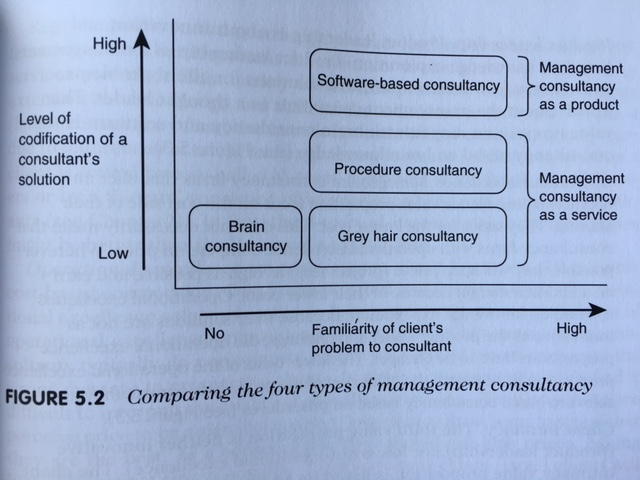 High
Level of
codification of a
consultant's
solution
Low
Software-based consultancy
Management
consultancy
as a product
Procedure consultancy
Management
consultancy
as a service
Brain
consultancy
Grey hair consultancy
No
Familiarity of client's
problem to consultant
High
FIGURE 5.2 Comparing the four types of management consultancy